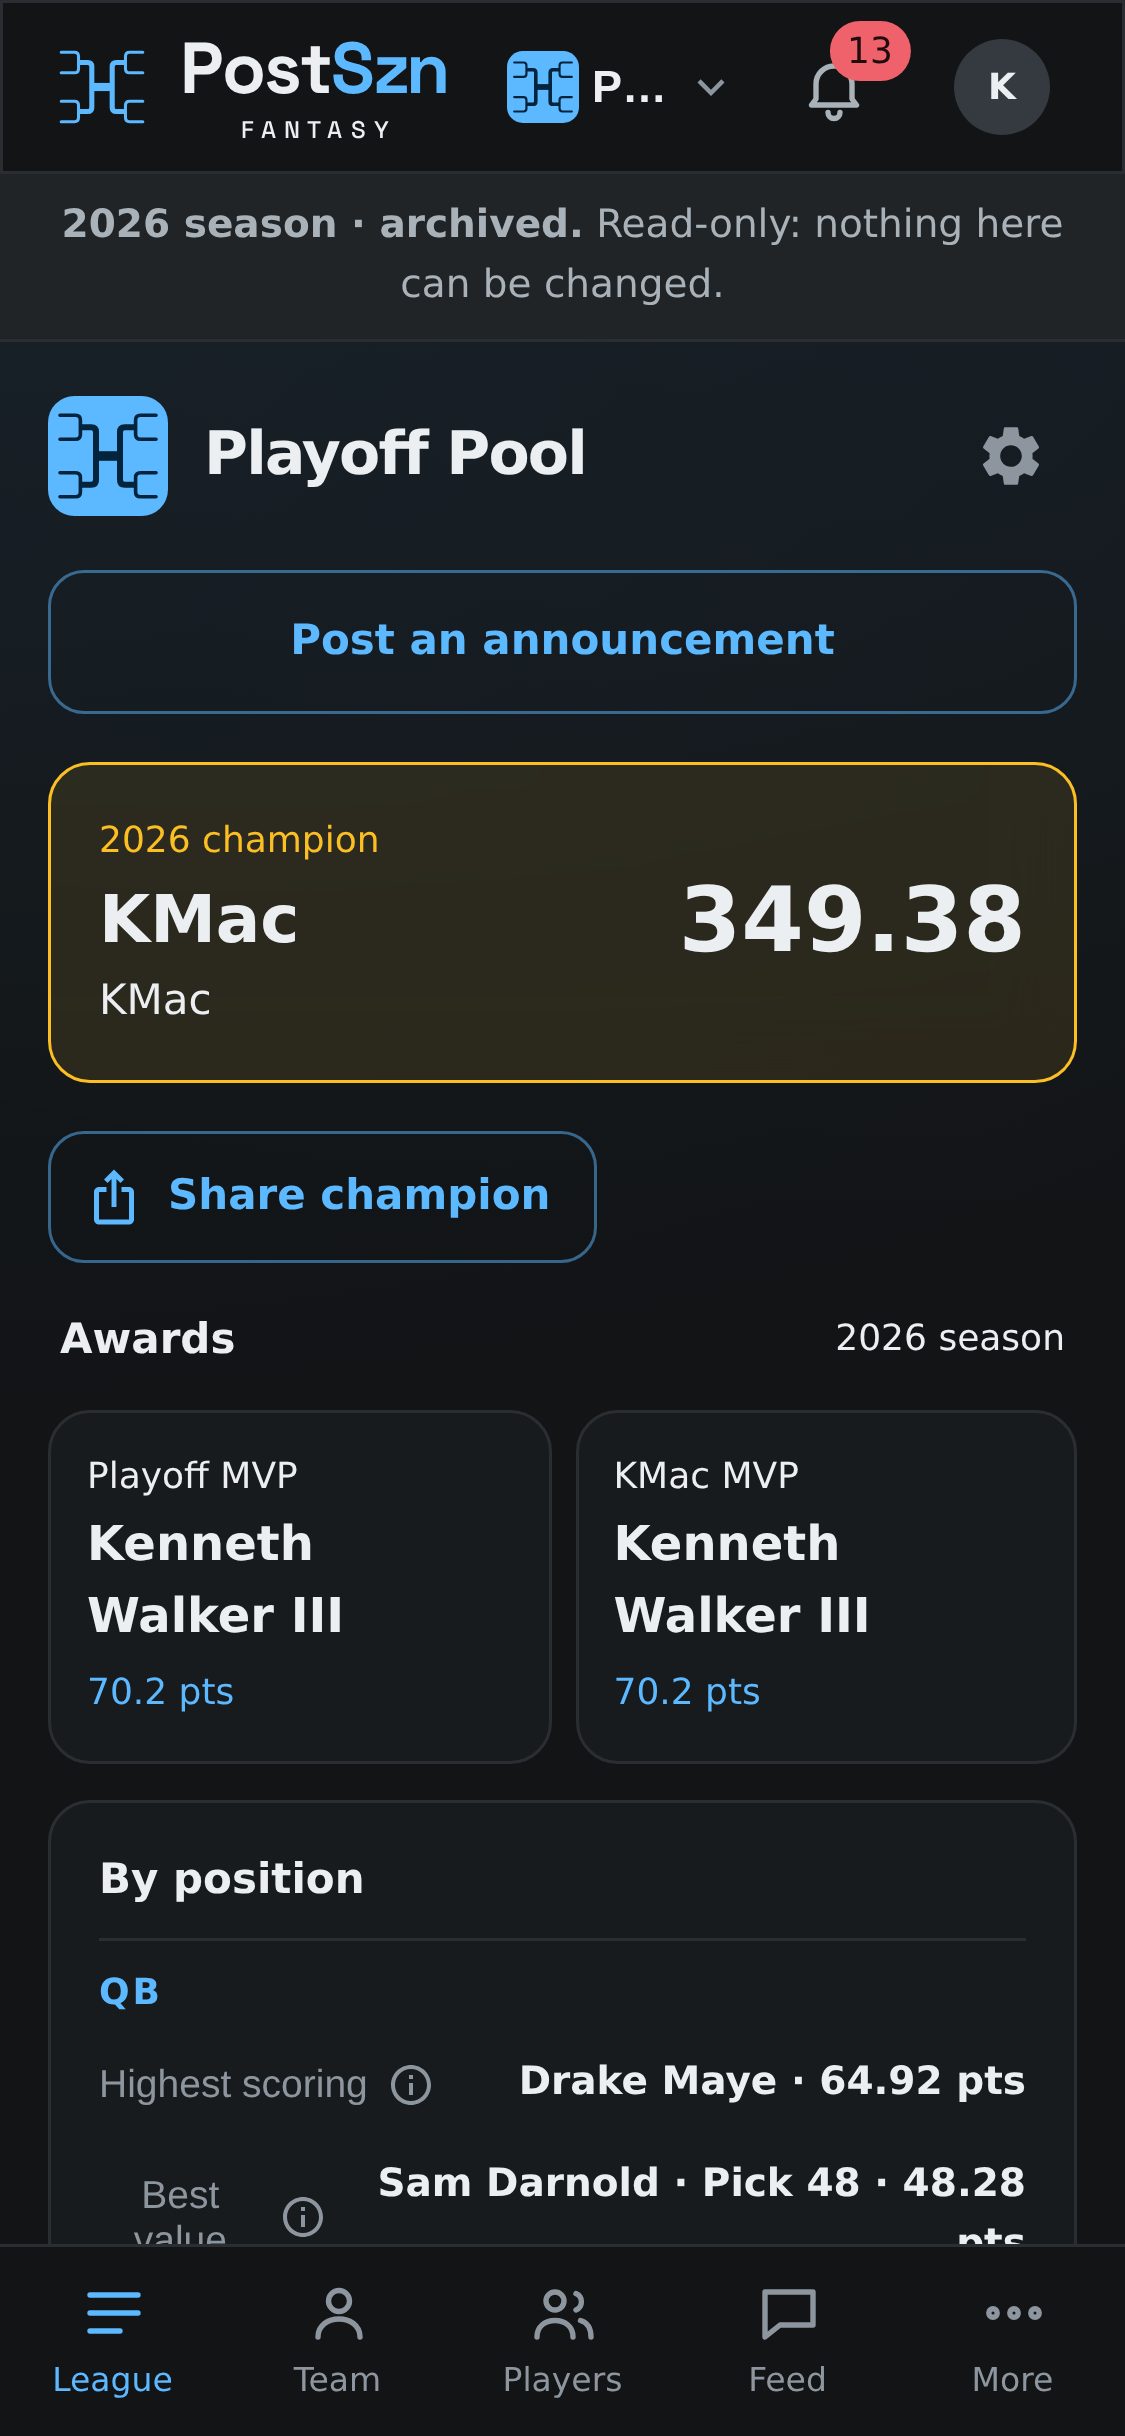 PostSzn
FANTASY
P...
13
K
2026 season · archived. Read-only: nothing here
can be changed.
Playoff Pool
Post an announcement
2026 champion
KMac
349.38
KMac
Share champion
Awards
2026 season
Playoff MVP
Kenneth
Walker III
70.2 pts
KMac MVP
Kenneth
Walker III
70.2 pts
By position
QB
Highest scoring
Drake Maye · 64.92 pts
Best
value
Sam Darnold · Pick 48 · 48.28
pts
League
Team
Players
Feed
More